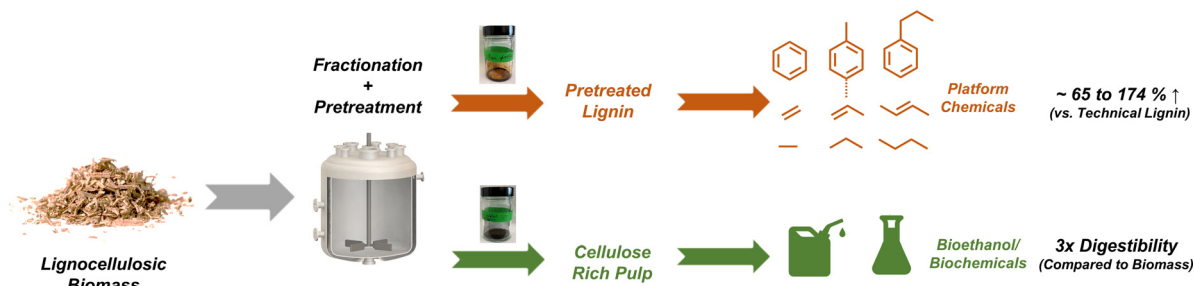 Fractionation
+
Pretreatment
Lignocellulosic
Biomass
Pretreated
Lignin
Platform
Chemicals
~ 65 to 174 % ↑
(vs. Technical Lignin)
Cellulose
Rich Pulp
Bioethanol/
Biochemicals
3x Digestibility
(Compared to Biomass)